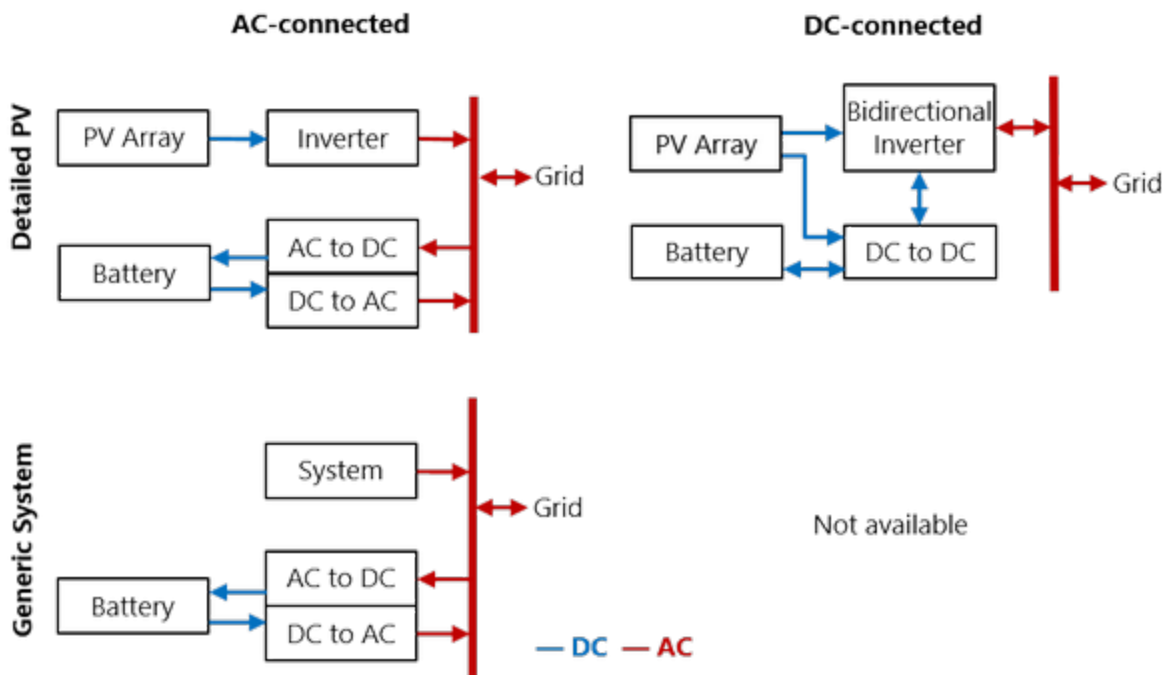 AC-connected
DC-connected
Detailed PV
PV Array
Inverter
Grid
AC to DC
Battery
DC to AC
PV Array
Bidirectional
Inverter
Grid
Battery
DC to DC
Generic System
System
Grid
AC to DC
Battery
DC to AC
Not available
DC
AC